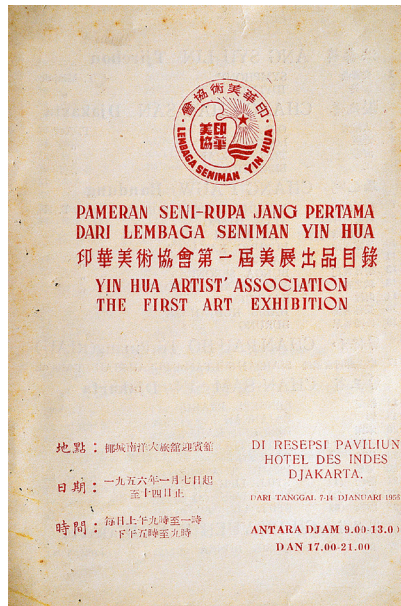 印華美術協會
印華
美協
LEMBAGA SENIMAN YIN HUA
PAMERAN SENI-RUPA JANG PERTAMA
DARI LEMBAGA SENIMAN YIN HUA
印華美術協會第一屆美展出品目錄
YIN HUA ARTIST' ASSOCIATION
THE FIRST ART EXHIBITION
地點：椰城南洋大旅舘迎賓舘
日期：一九五六年一月七日起
至十四日止
時間：每日上午九時至一時
下午五時至九時
DI RESEPSI PAVILIUN
HOTEL DES INDES
DJAKARTA.
DARI TANGGAL 7-14 DJANUARI 1956
ANTARA DJAM 9.00-13.0
DAN 17.00-21.00